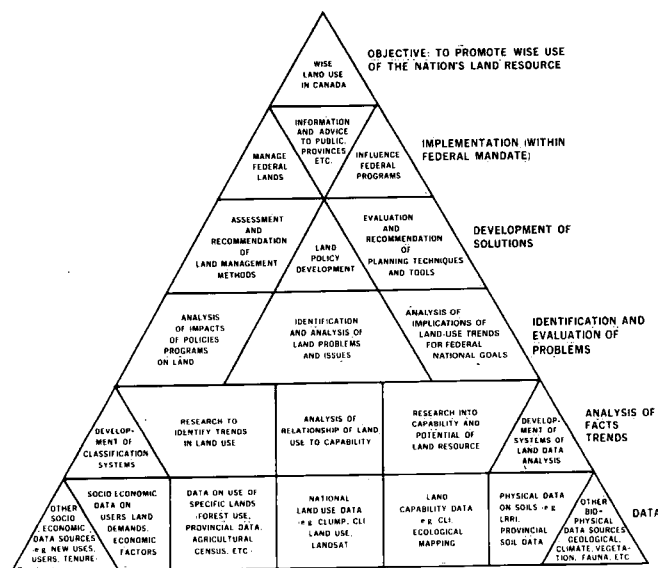 WISE
LAND USE
IN CANADA
OBJECTIVE: TO PROMOTE WISE USE
OF THE NATION'S LAND RESOURCE
MANAGE
FEDERAL
LANDS
INFORMATION
AND ADVICE
TO PUBLIC,
PROVINCES
ETC.
INFLUENCE
FEDERAL
PROGRAMS
IMPLEMENTATION (WITHIN
FEDERAL MANDATE)
ASSESSMENT
AND
RECOMMENDATION
OF
LAND MANAGEMENT
METHODS
LAND
POLICY
DEVELOPMENT
EVALUATION
AND
RECOMMENDATION
OF
PLANNING TECHNIQUES
AND TOOLS
DEVELOPMENT OF
SOLUTIONS
ANALYSIS
OF IMPACTS
OF POLICIES
PROGRAMS
ON LAND
IDENTIFICATION
AND ANALYSIS OF
LAND PROBLEMS
AND ISSUES
ANALYSIS OF
IMPLICATIONS OF
LAND-USE TRENDS
FOR FEDERAL
NATIONAL GOALS
IDENTIFICATION AND
EVALUATION OF
PROBLEMS
DEVELOP-
MENT OF
CLASSIFICATION
SYSTEMS
RESEARCH TO
IDENTIFY TRENDS
IN LAND USE
ANALYSIS OF
RELATIONSHIP OF LAND
USE TO CAPABILITY
RESEARCH INTO
CAPABILITY AND
POTENTIAL OF
LAND RESOURCE
DEVELOP-
MENT OF
SYSTEMS OF
LAND DATA
ANALYSIS
ANALYSIS OF
FACTS
TRENDS
OTHER
SOCIO
ECONOMIC
DATA SOURCES
e g NEW USES,
USERS, TENURE
SOCIO ECONOMIC
DATA ON
USERS LAND
DEMANDS,
ECONOMIC
FACTORS
DATA ON USE OF
SPECIFIC LANDS
(FOREST USE,
PROVINCIAL DATA,
AGRICULTURAL
CENSUS, ETC
NATIONAL
LAND USE DATA
e g CLUMP, CLI
LAND USE,
LANDSAT
LAND
CAPABILITY DATA
e g CLI,
ECOLOGICAL
MAPPING
PHYSICAL DATA
ON SOILS e g
LRRI,
PROVINCIAL
SOIL DATA
OTHER
BIO-
PHYSICAL
DATA SOURCES
GEOLOGICAL,
CLIMATE, VEGETA-
TION, FAUNA, ETC
DATA